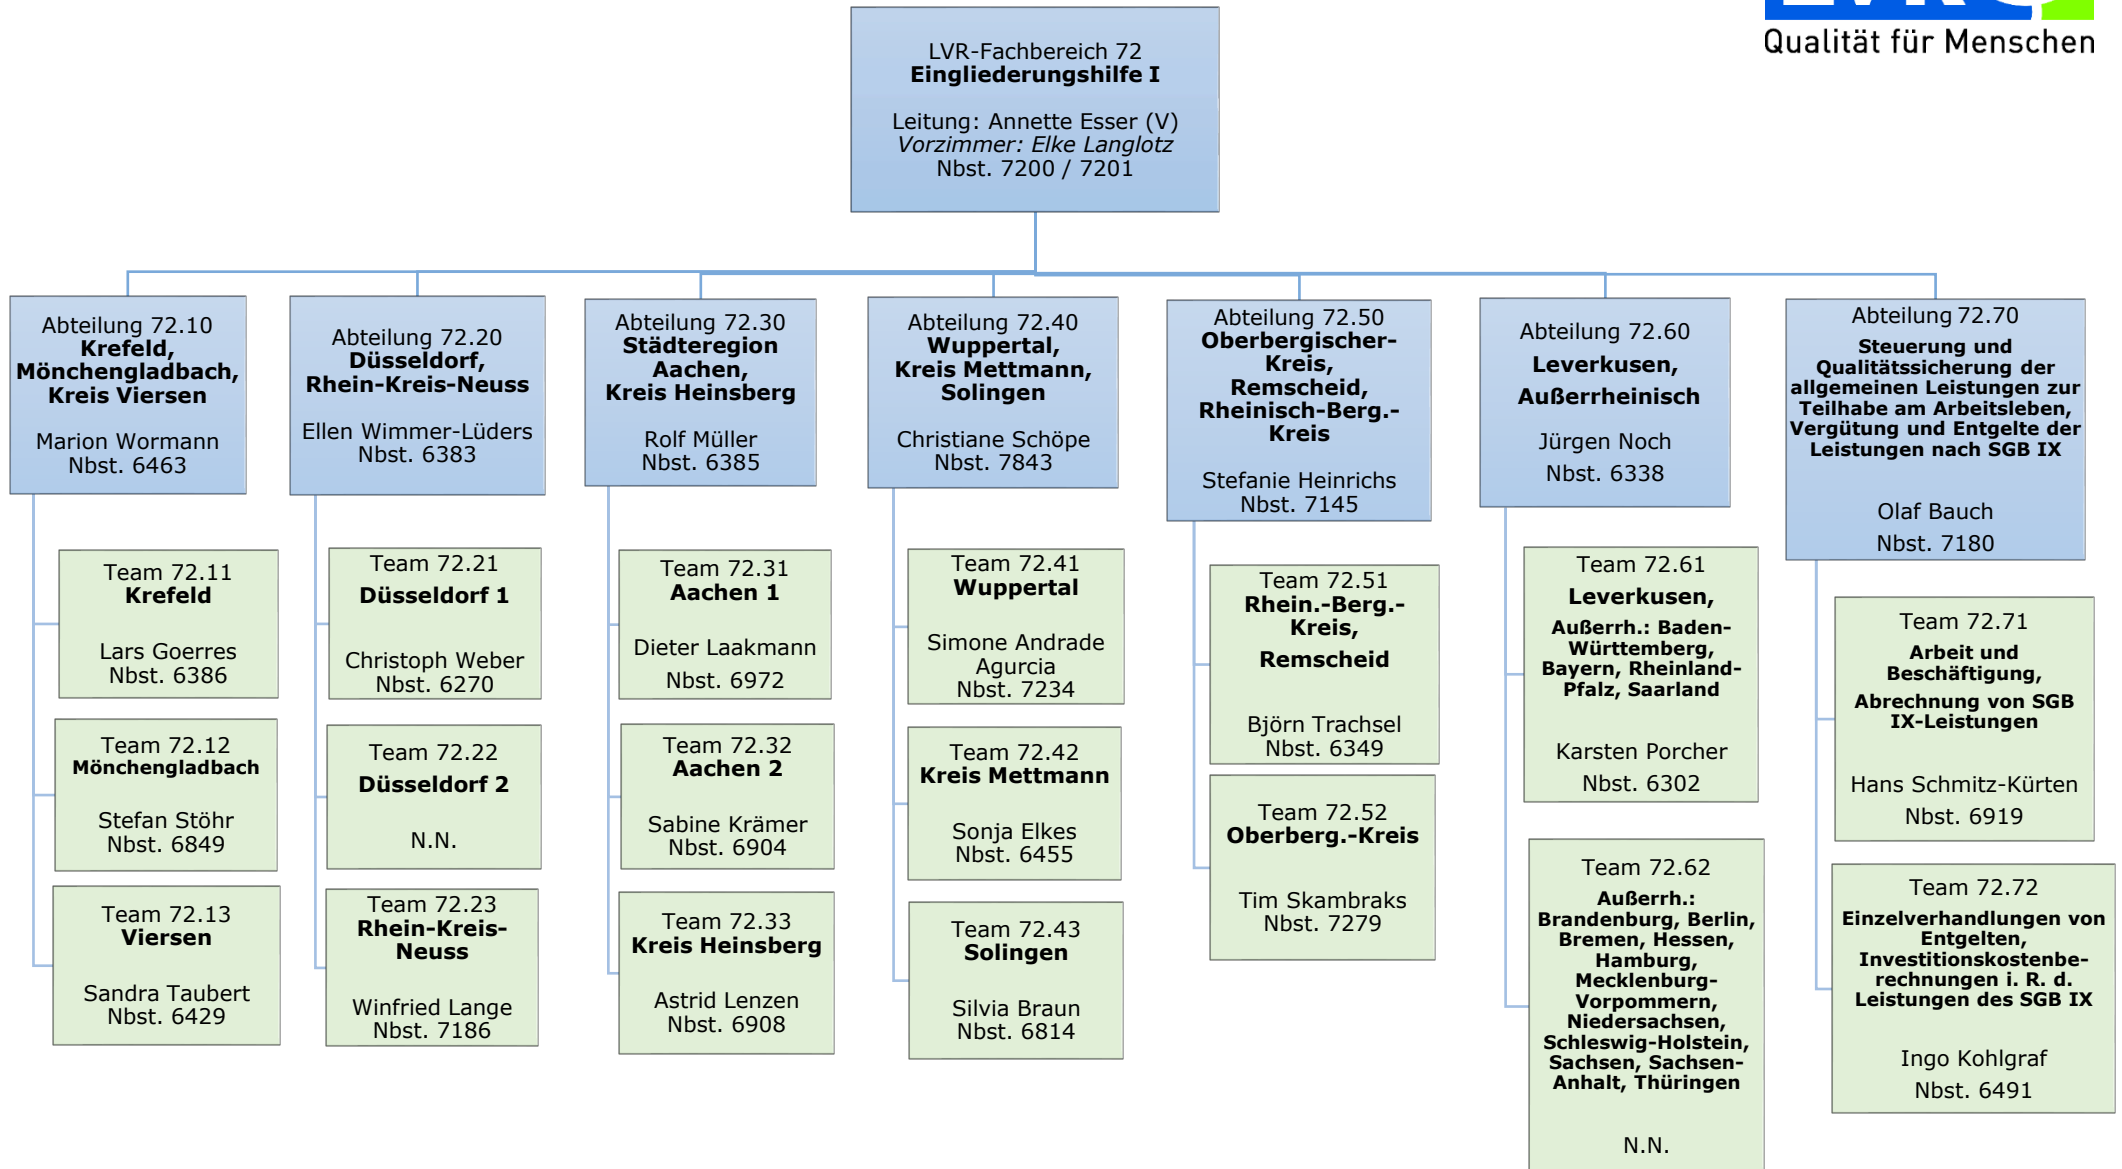 LVR
Qualität für Menschen
LVR-Fachbereich 72
Eingliederungshilfe I
Leitung: Annette Esser (V)
Vorzimmer: Elke Langlotz
Nbst. 7200 / 7201
Abteilung 72.10
Krefeld,
Mönchengladbach,
Kreis Viersen
Marion Wormann
Nbst. 6463
Team 72.11
Krefeld
Lars Goerres
Nbst. 6386
Team 72.12
Mönchengladbach
Stefan Stöhr
Nbst. 6849
Team 72.13
Viersen
Sandra Taubert
Nbst. 6429
Abteilung 72.20
Düsseldorf,
Rhein-Kreis-Neuss
Ellen Wimmer-Lüders
Nbst. 6383
Team 72.21
Düsseldorf 1
Christoph Weber
Nbst. 6270
Team 72.22
Düsseldorf 2
N.N.
Team 72.23
Rhein-Kreis-
Neuss
Winfried Lange
Nbst. 7186
Abteilung 72.30
Städteregion
Aachen,
Kreis Heinsberg
Rolf Müller
Nbst. 6385
Team 72.31
Aachen 1
Dieter Laakmann
Nbst. 6972
Team 72.32
Aachen 2
Sabine Krämer
Nbst. 6904
Team 72.33
Kreis Heinsberg
Astrid Lenzen
Nbst. 6908
Abteilung 72.40
Wuppertal,
Kreis Mettmann,
Solingen
Christiane Schöpe
Nbst. 7843
Team 72.41
Wuppertal
Simone Andrade
Agurcia
Nbst. 7234
Team 72.42
Kreis Mettmann
Sonja Elkes
Nbst. 6455
Team 72.43
Solingen
Silvia Braun
Nbst. 6814
Abteilung 72.50
Oberbergischer-
Kreis,
Remscheid,
Rheinisch-Berg.-
Kreis
Stefanie Heinrichs
Nbst. 7145
Team 72.51
Rhein.-Berg.-
Kreis,
Remscheid
Björn Trachsel
Nbst. 6349
Team 72.52
Oberberg.-Kreis
Tim Skambraks
Nbst. 7279
Abteilung 72.60
Leverkusen,
Außerrheinisch
Jürgen Noch
Nbst. 6338
Team 72.61
Leverkusen,
Außerrh.: Baden-
Württemberg,
Bayern, Rheinland-
Pfalz, Saarland
Karsten Porcher
Nbst. 6302
Team 72.62
Außerrh.:
Brandenburg, Berlin,
Bremen, Hessen,
Hamburg,
Mecklenburg-
Vorpommern,
Niedersachsen,
Schleswig-Holstein,
Sachsen, Sachsen-
Anhalt, Thüringen
N.N.
Abteilung 72.70
Steuerung und
Qualitätssicherung der
allgemeinen Leistungen zur
Teilhabe am Arbeitsleben,
Vergütung und Entgelte der
Leistungen nach SGB IX
Olaf Bauch
Nbst. 7180
Team 72.71
Arbeit und
Beschäftigung,
Abrechnung von SGB
IX-Leistungen
Hans Schmitz-Kürten
Nbst. 6919
Team 72.72
Einzelverhandlungen von
Entgelten,
Investitionskostenbe-
rechnungen i. R. d.
Leistungen des SGB IX
Ingo Kohlgraf
Nbst. 6491